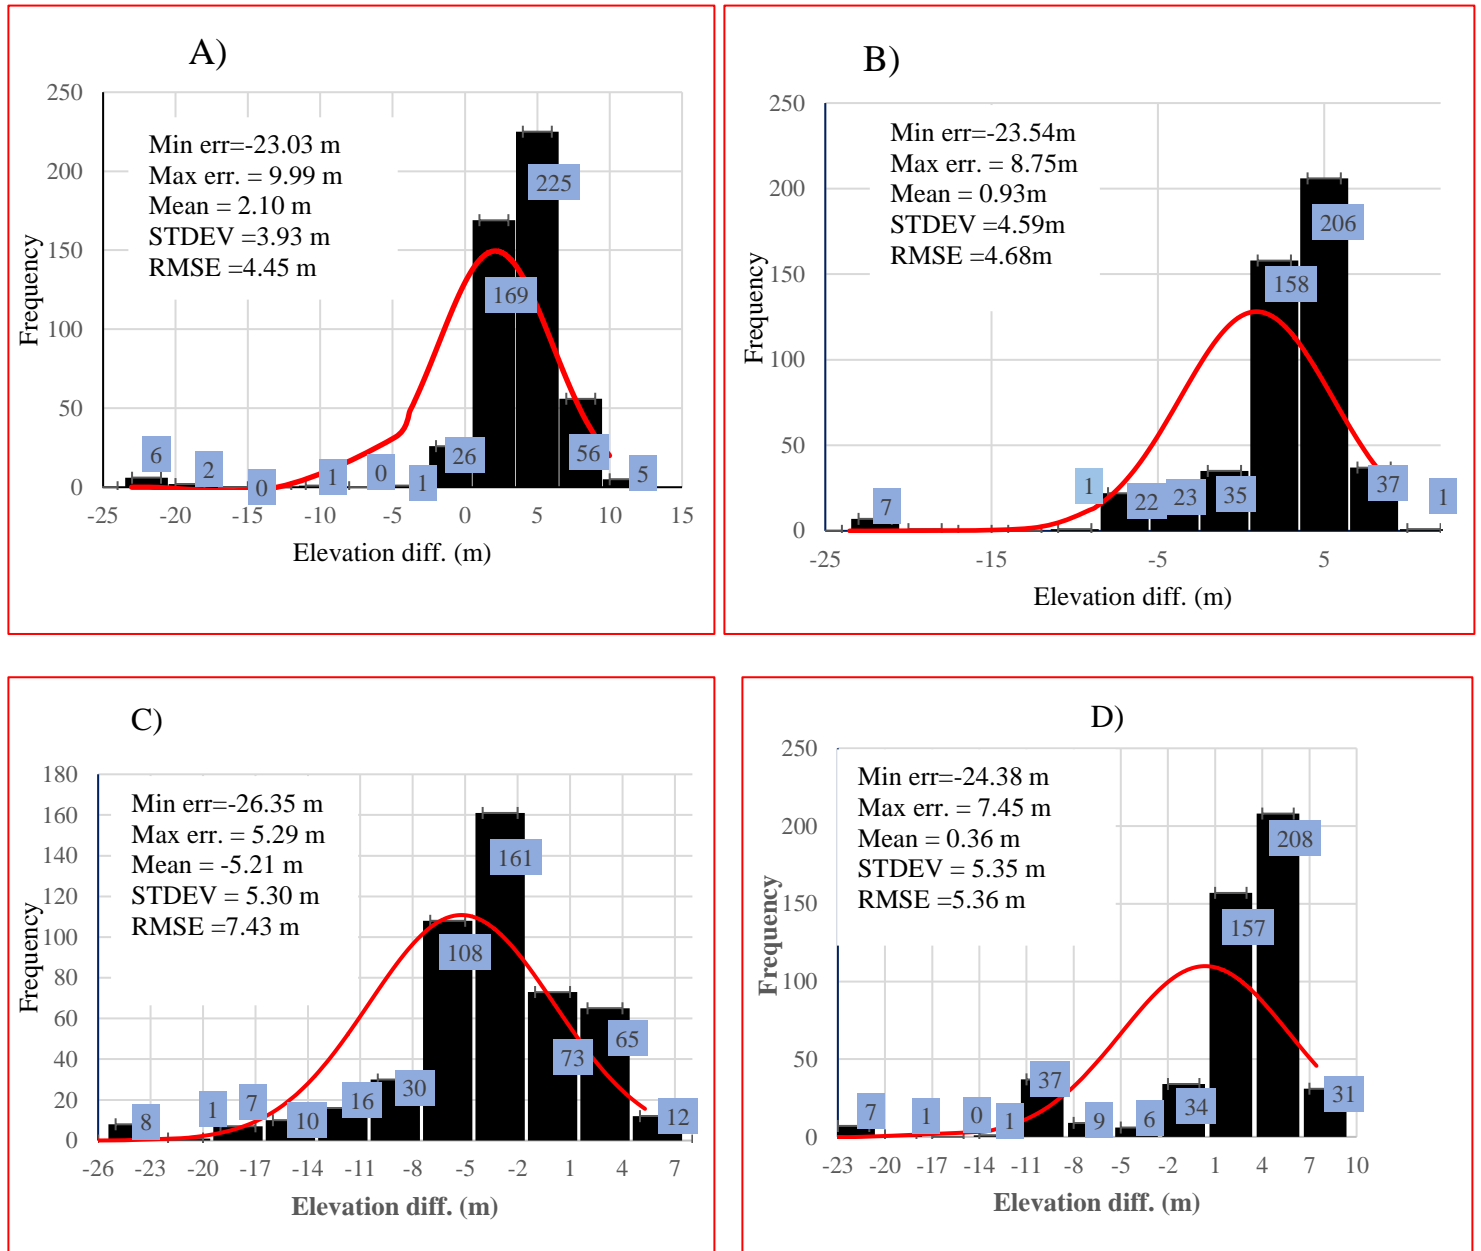 A)
250
200
150
100
50
0
Frequency
Min err=-23.03 m
Max err. = 9.99 m
Mean = 2.10 m
STDEV =3.93 m
RMSE =4.45 m
6
2
0
1
0
1
26
169
225
56
5
-25 -20 -15 -10 -5 0 5 10 15
Elevation diff. (m)
B)
250
200
150
100
50
0
Frequency
Min err=-23.54m
Max err. = 8.75m
Mean = 0.93m
STDEV =4.59m
RMSE =4.68m
7
1
22
23
35
158
206
37
1
-25 -15 -5 5
Elevation diff. (m)
C)
180
160
140
120
100
80
60
40
20
0
Frequency
Min err=-26.35 m
Max err. = 5.29 m
Mean = -5.21 m
STDEV = 5.30 m
RMSE =7.43 m
8
1
7
10
16
30
108
161
73
65
12
-26 -23 -20 -17 -14 -11 -8 -5 -2 1 4 7
Elevation diff. (m)
D)
250
200
150
100
50
0
Frequency
Min err=-24.38 m
Max err. = 7.45 m
Mean = 0.36 m
STDEV = 5.35 m
RMSE =5.36 m
7
1
0
1
37
9
6
34
157
208
31
-23 -20 -17 -14 -11 -8 -5 -2 1 4 7 10
Elevation diff. (m)